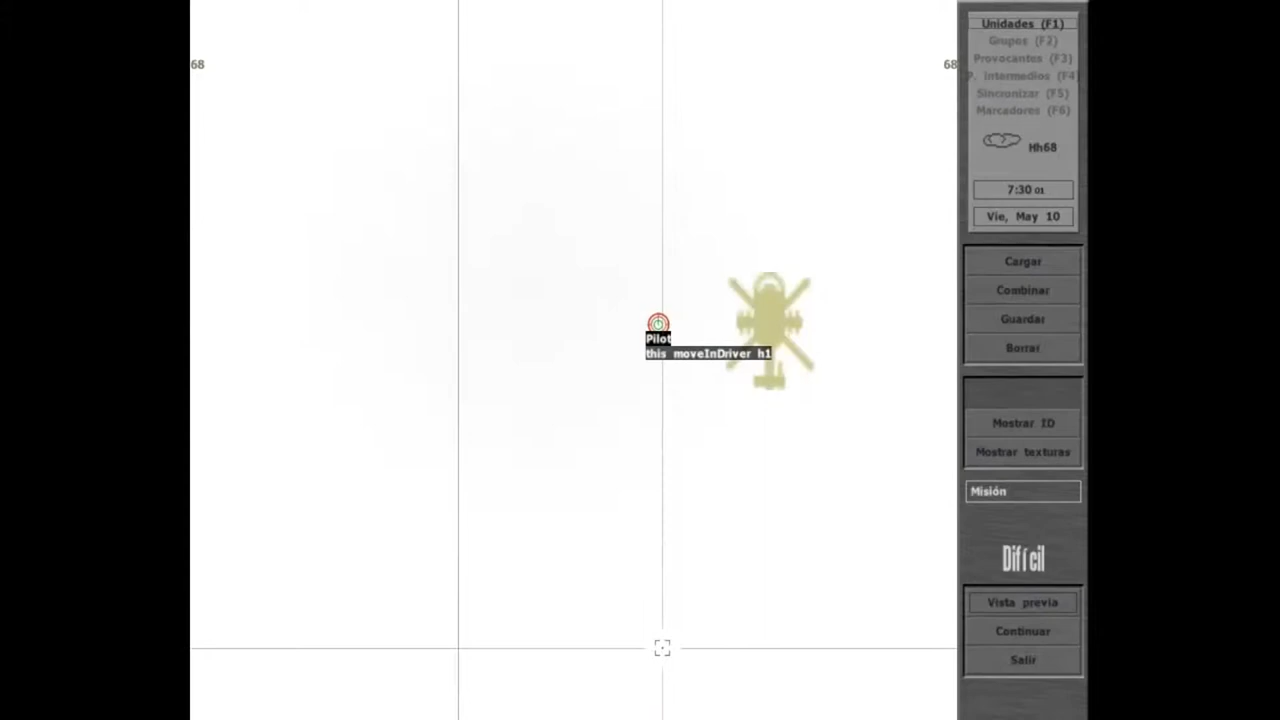 68
68
Pilot
this moveInDriver h1
Unidades (F1)
Grupos (F2)
Provocantes (F3)
P. Intermedios (F4
Sincronizar (F5)
Marcadores (F6)
Hh68
7:30 01
Vie, May 10
Cargar
Combinar
Guardar
Borrar
Mostrar ID
Mostrar texturas
Misión
Difícil
Vista previa
Continuar
Salir